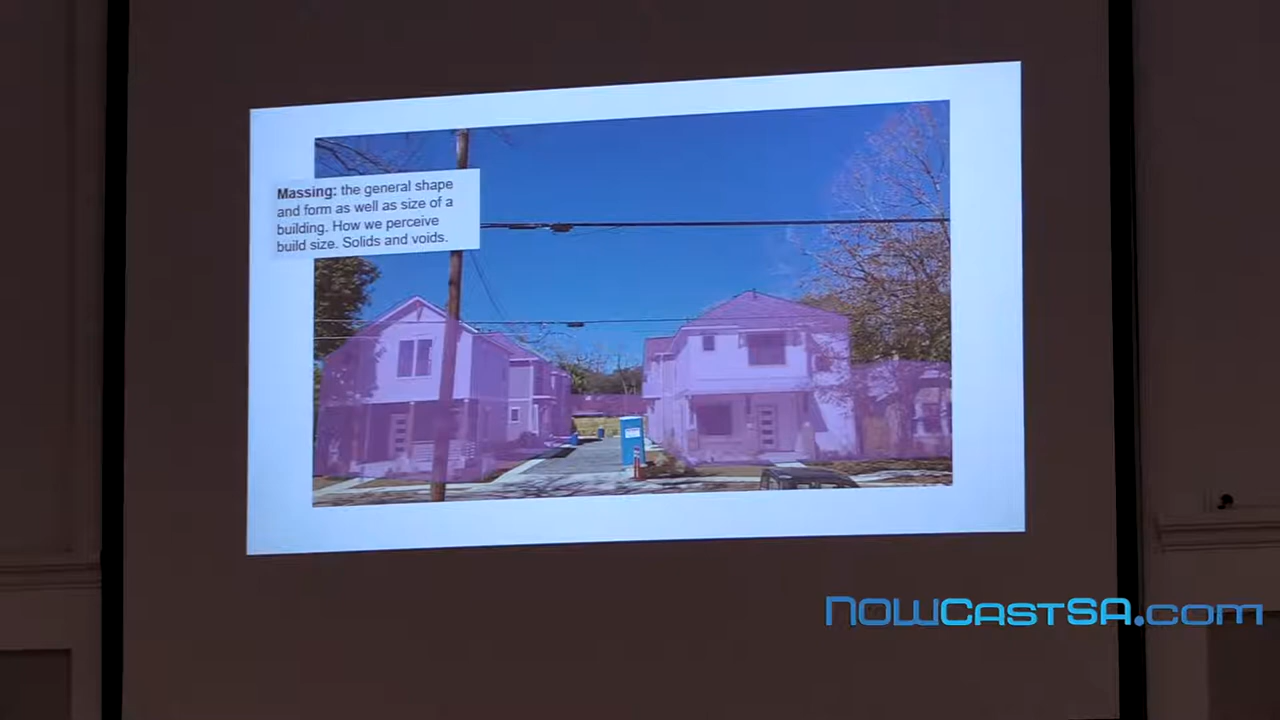 Massing: the general shape
and form as well as size of a
building. How we perceive
build size. Solids and voids.
NOWCastSA.com